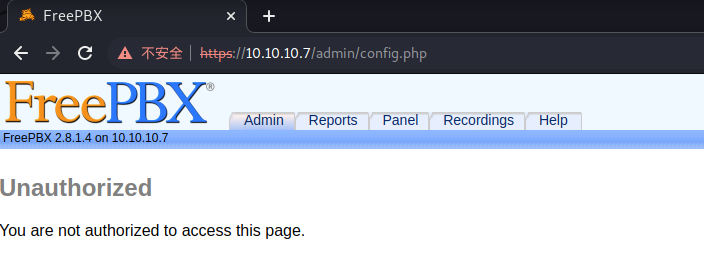 FreePBX
不安全 https://10.10.10.7/admin/config.php
FreePBX®
Admin Reports Panel Recordings Help
FreePBX 2.8.1.4 on 10.10.10.7
Unauthorized
You are not authorized to access this page.